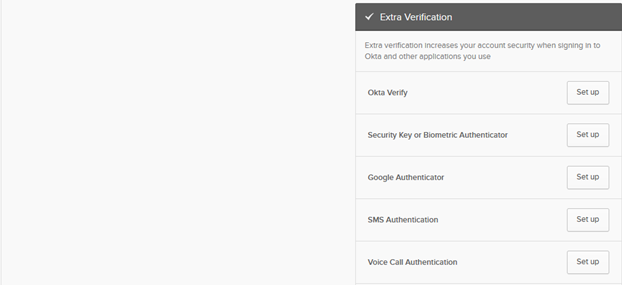 Extra Verification
Extra verification increases your account security when signing in to
Okta and other applications you use
Okta Verify Set up
Security Key or Biometric Authenticator Set up
Google Authenticator Set up
SMS Authentication Set up
Voice Call Authentication Set up